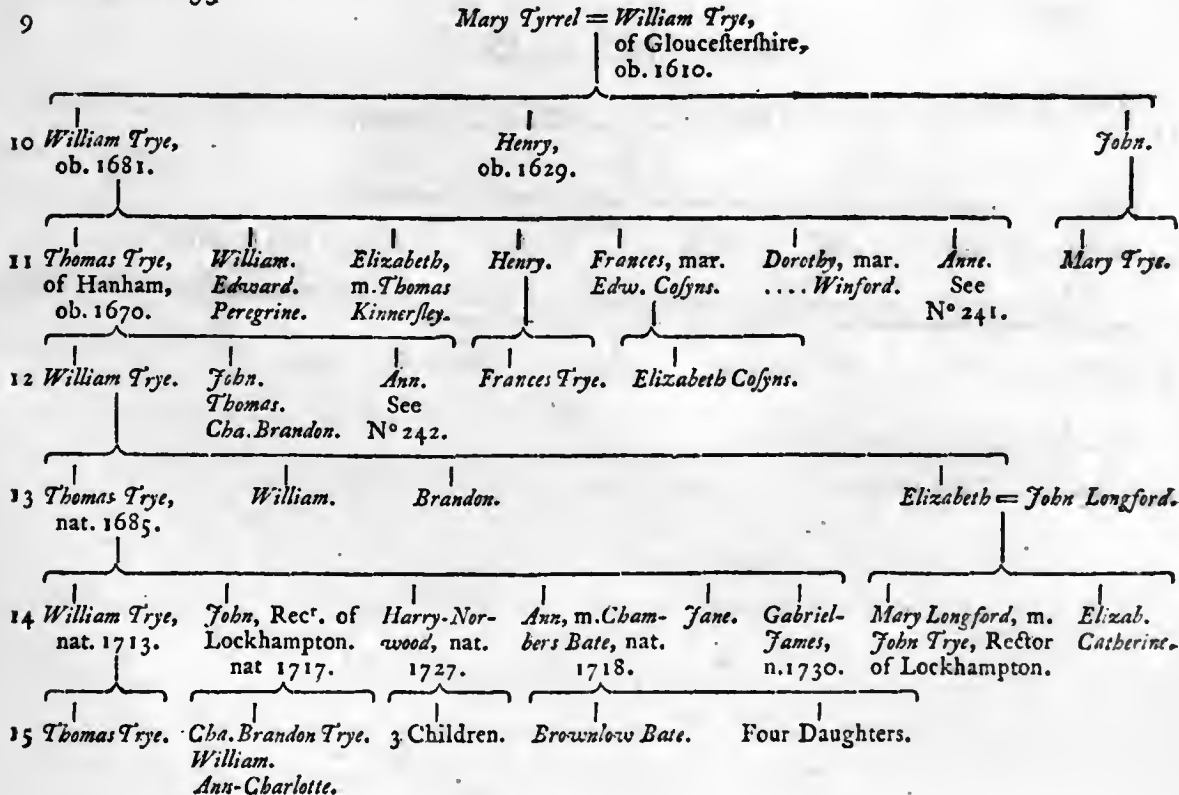 9 Mary Tyrrel = William Trye,
of Gloucesterſhire,
ob. 1610.
10 William Trye, Henry, John.
ob. 1681. ob. 1629.
11 Thomas Trye, William. Elizabeth, Henry. Frances, mar. Dorothy, mar. Anne. Mary Trye.
of Hanham, Edward. m. Thomas Edw. Coſyns. .... Winford. See
ob. 1670. Peregrine. Kinnerſley. No 241.
12 William Trye. John. Ann. Frances Trye. Elizabeth Coſyns.
Thomas. See
Cha. Brandon. No 242.
13 Thomas Trye, William. Brandon. Elizabeth = John Longford.
nat. 1685.
14 William Trye, John, Recr. of Harry-Nor- Ann, m. Cham- Jane. Gabriel- Mary Longford, m. Elizab.
nat. 1713. Lockhampton. wood, nat. bers Bate, nat. James, John Trye, Rector Catherine.
nat 1717. 1727. 1718. n. 1730. of Lockhampton.
15 Thomas Trye. Cha. Brandon Trye. 3 Children. Brownlow Bate. Four Daughters.
William.
Ann-Charlotte.